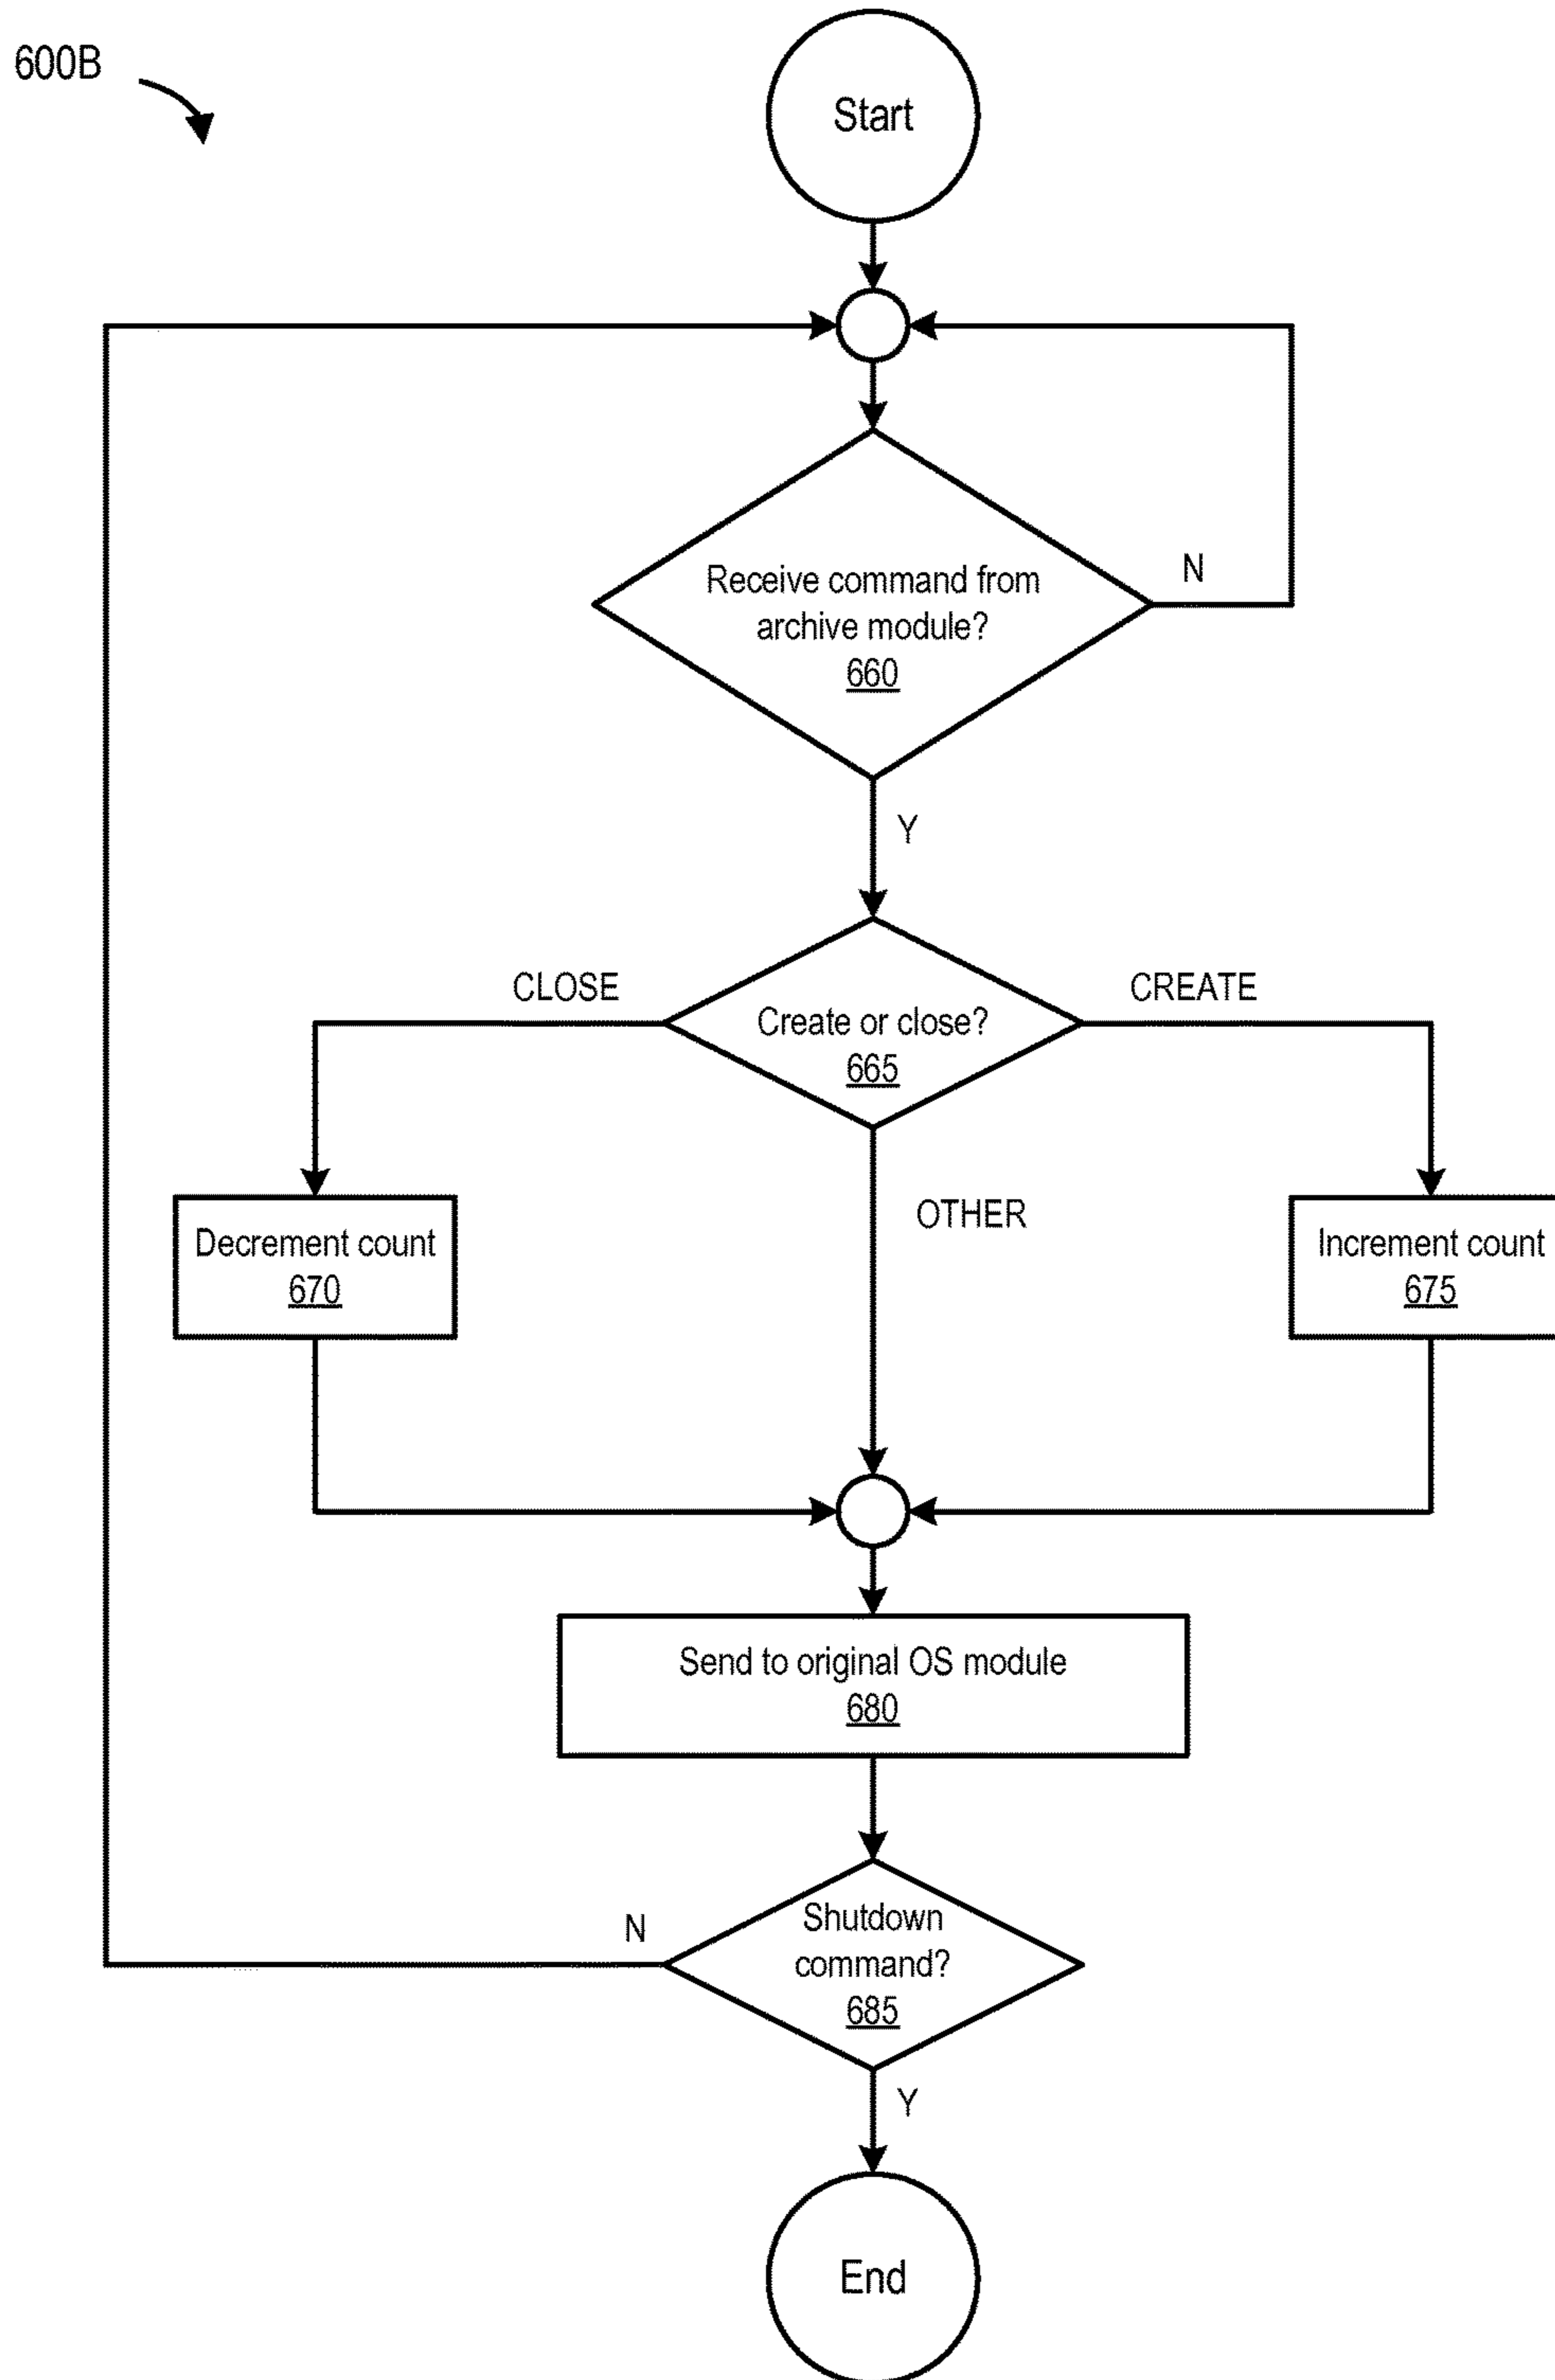 600B
Start
Receive command from
archive module?
660
N
Y
CLOSE
CREATE
Create or close?
665
OTHER
Decrement count
670
Increment count
675
Send to original OS module
680
N
Shutdown
command?
685
Y
End